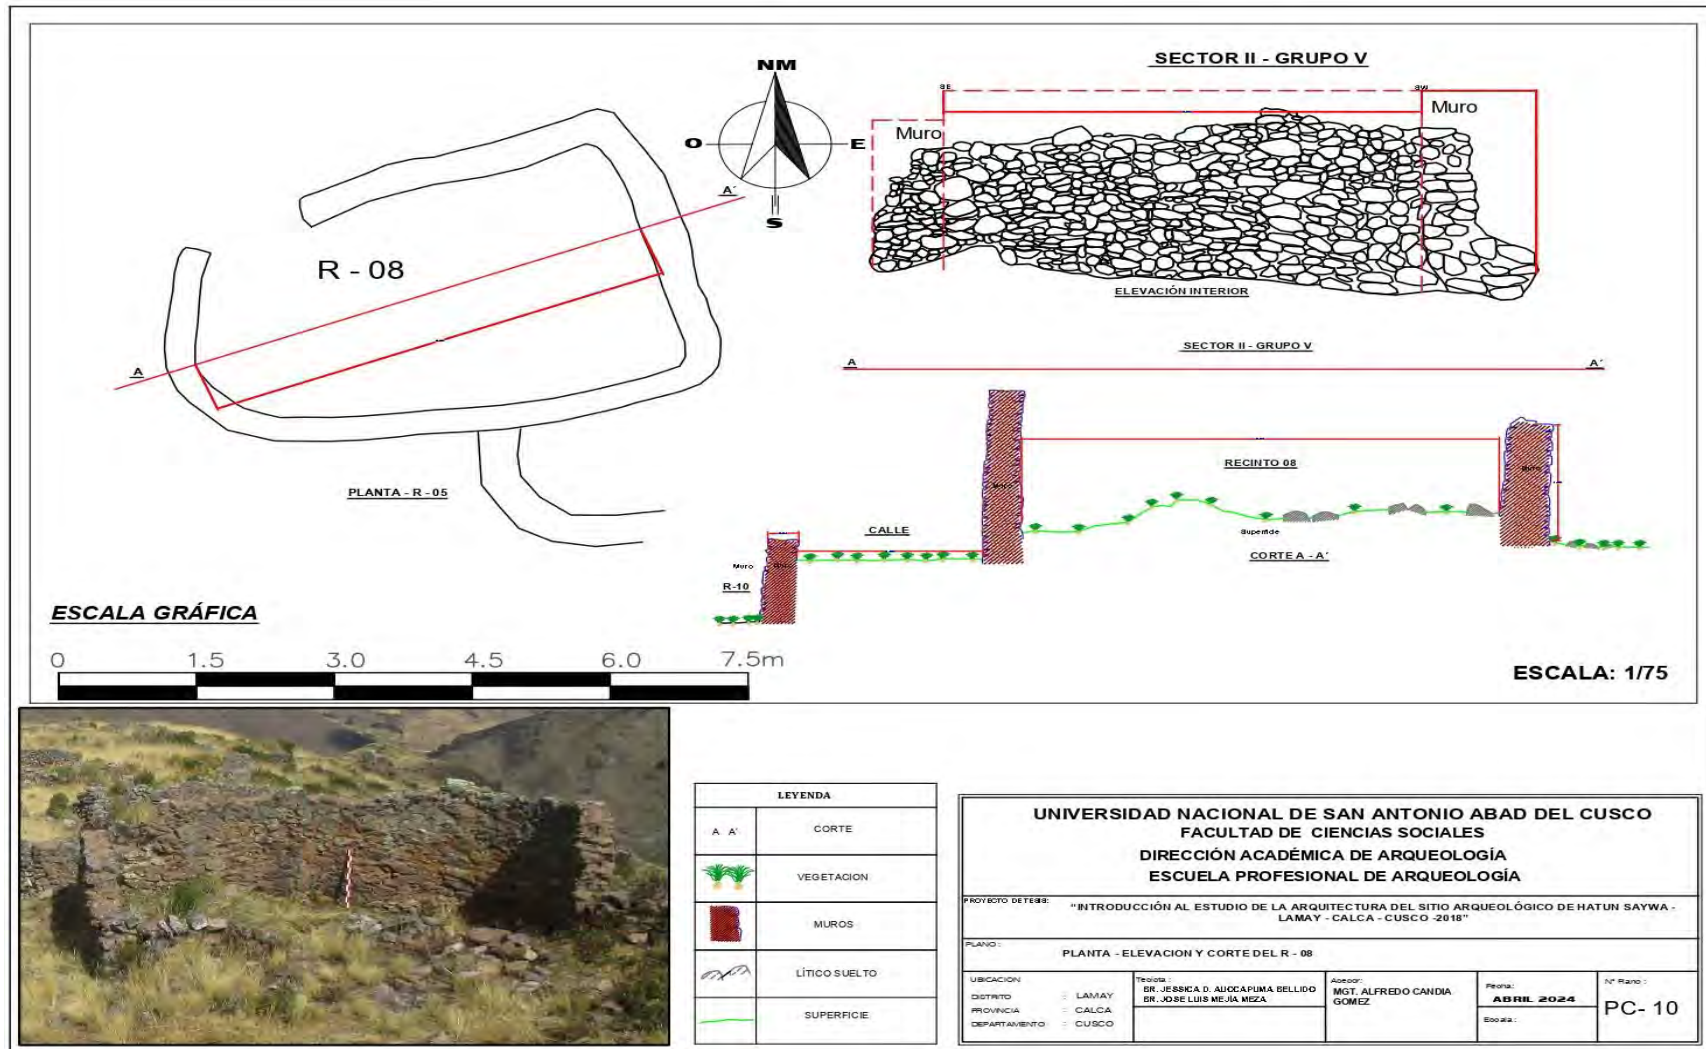 SECTOR II - GRUPO V
NM
O
E
S
A
A´
R - 08
PLANTA - R - 05
SE
SW
Muro
Muro
ELEVACIÓN INTERIOR
SECTOR II - GRUPO V
A
A´
RECINTO 08
Muro
CALLE
Superficie
CORTE A - A´
Muro
R-10
ESCALA GRÁFICA
0 1.5 3.0 4.5 6.0 7.5m
ESCALA: 1/75
LEYENDA
A A' CORTE
VEGETACION
MUROS
LÍTICO SUELTO
SUPERFICIE
UNIVERSIDAD NACIONAL DE SAN ANTONIO ABAD DEL CUSCO
FACULTAD DE CIENCIAS SOCIALES
DIRECCIÓN ACADÉMICA DE ARQUEOLOGÍA
ESCUELA PROFESIONAL DE ARQUEOLOGÍA
PROYECTO DE TESIS: "INTRODUCCIÓN AL ESTUDIO DE LA ARQUITECTURA DEL SITIO ARQUEOLÓGICO DE HATUN SAYWA -
LAMAY - CALCA - CUSCO -2018"
PLANO :
PLANTA - ELEVACION Y CORTE DEL R - 08
UBICACIÓN
DISTRITO : LAMAY
PROVINCIA : CALCA
DEPARTAMENTO : CUSCO
Tesista :
BR. JESSICA D. AUCCAPUMA BELLIDO
BR. JOSE LUIS MEJÍA MEZA
Asesor:
MGT. ALFREDO CANDIA
GOMEZ
Fecha:
ABRIL 2024
Escala :
N° Plano :
PC- 10